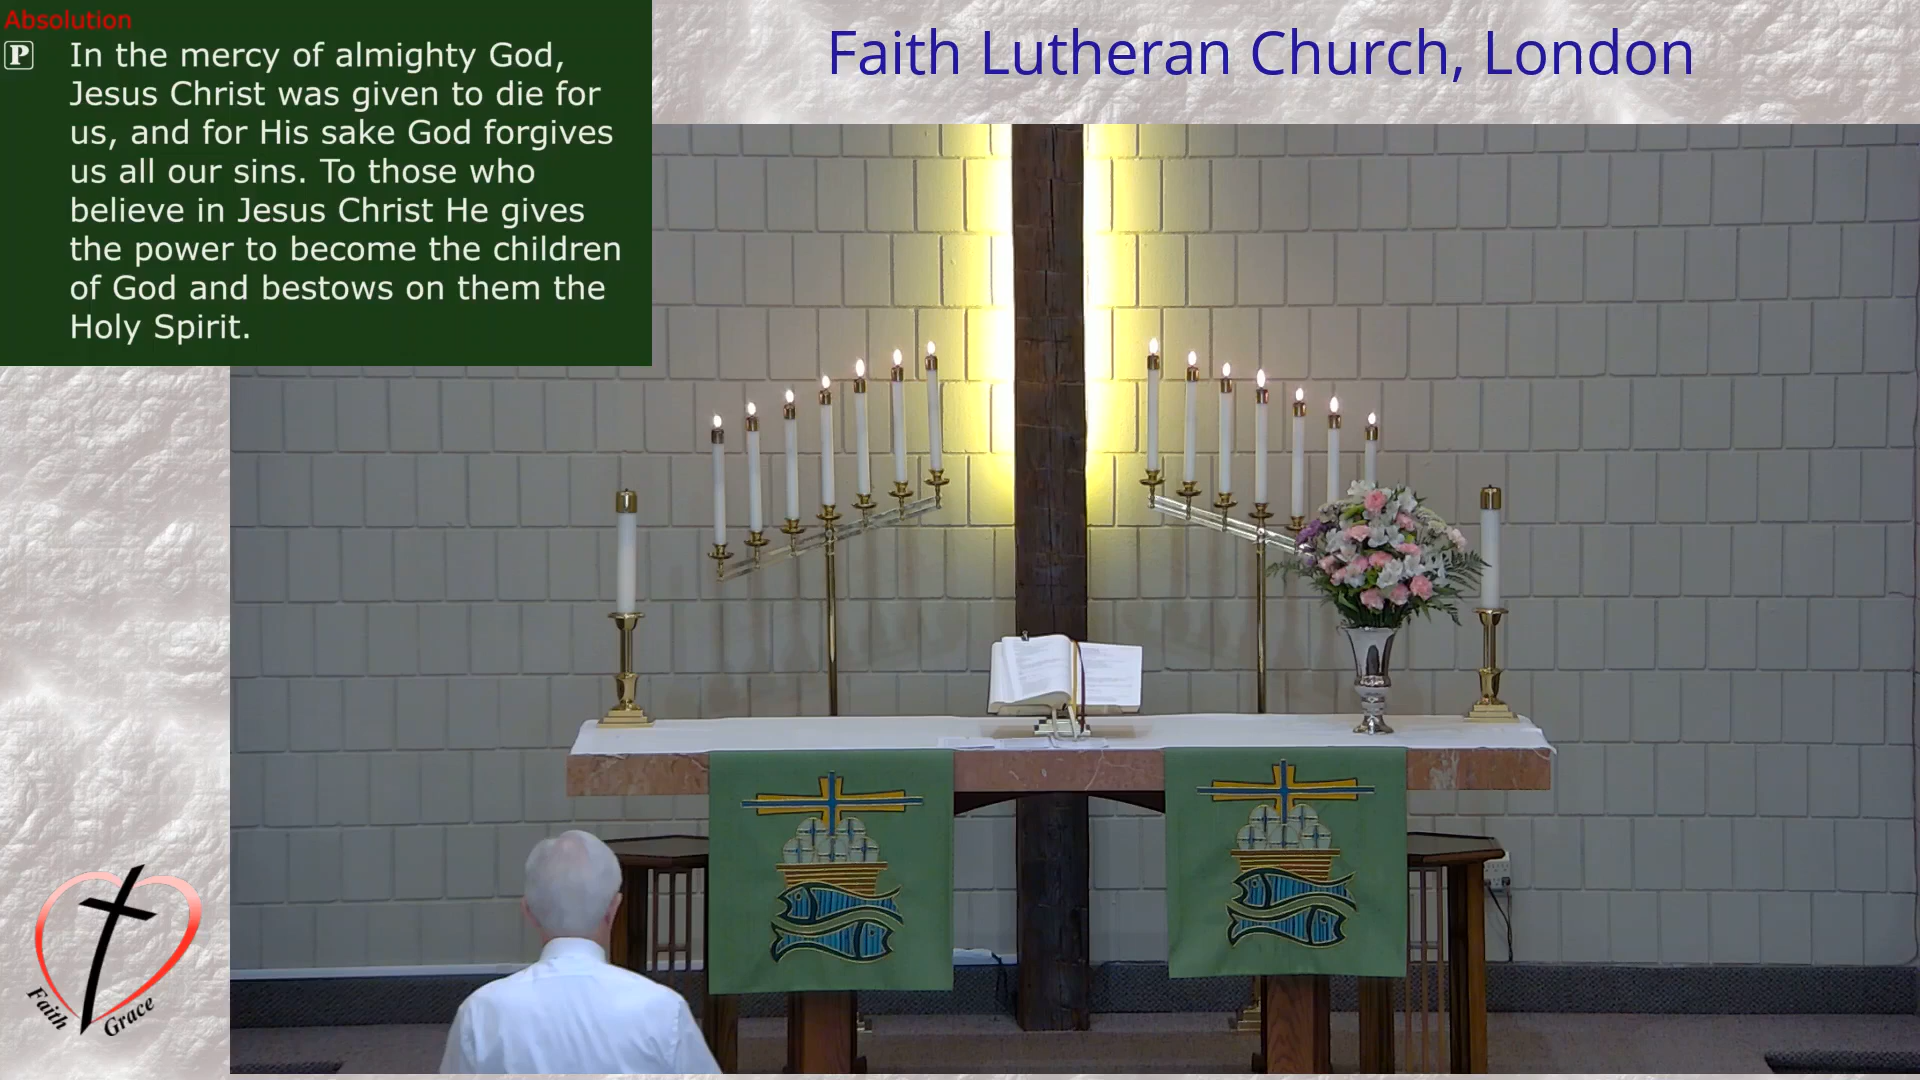 Absolution
P In the mercy of almighty God,
Jesus Christ was given to die for
us, and for His sake God forgives
us all our sins. To those who
believe in Jesus Christ He gives
the power to become the children
of God and bestows on them the
Holy Spirit.
Faith Lutheran Church, London
Faith Grace